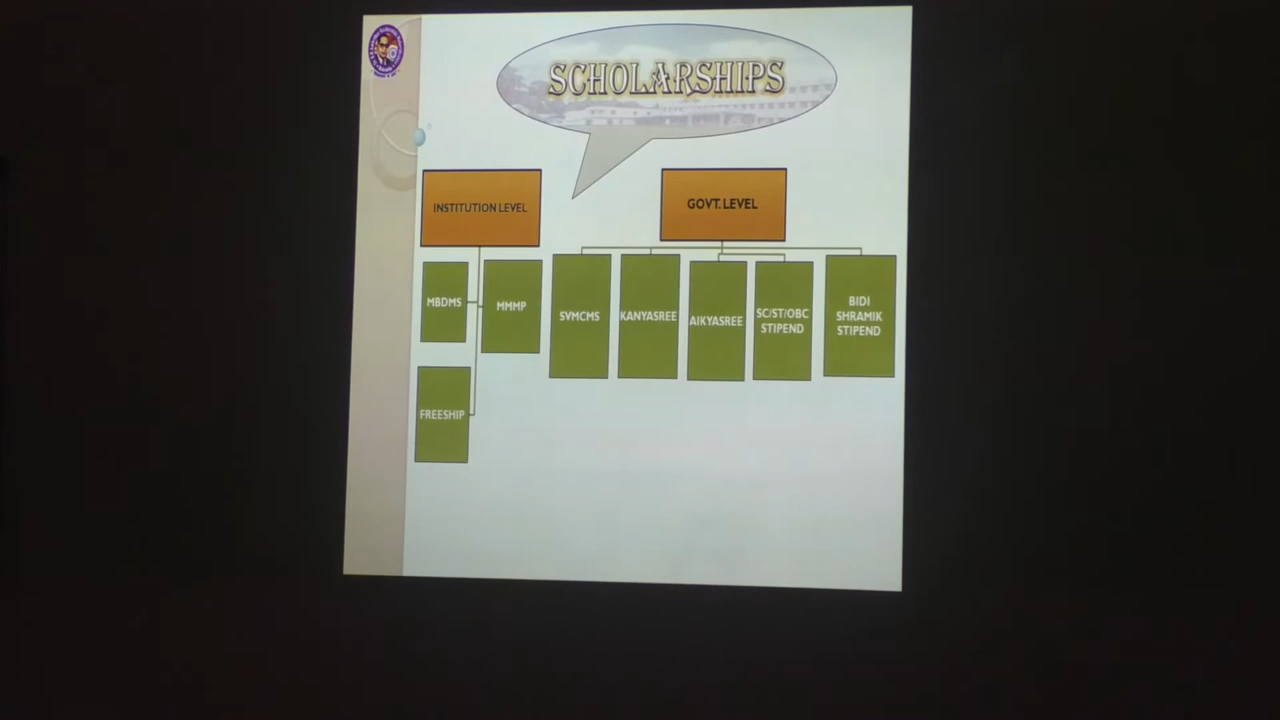 SCHOLARSHIPS
INSTITUTION LEVEL
GOVT. LEVEL
MBDMS
MMMP
FREESHIP
SVMCMS
KANYASREE
AIKYASREE
SC/ST/OBC
STIPEND
BIDI
SHRAMIK
STIPEND